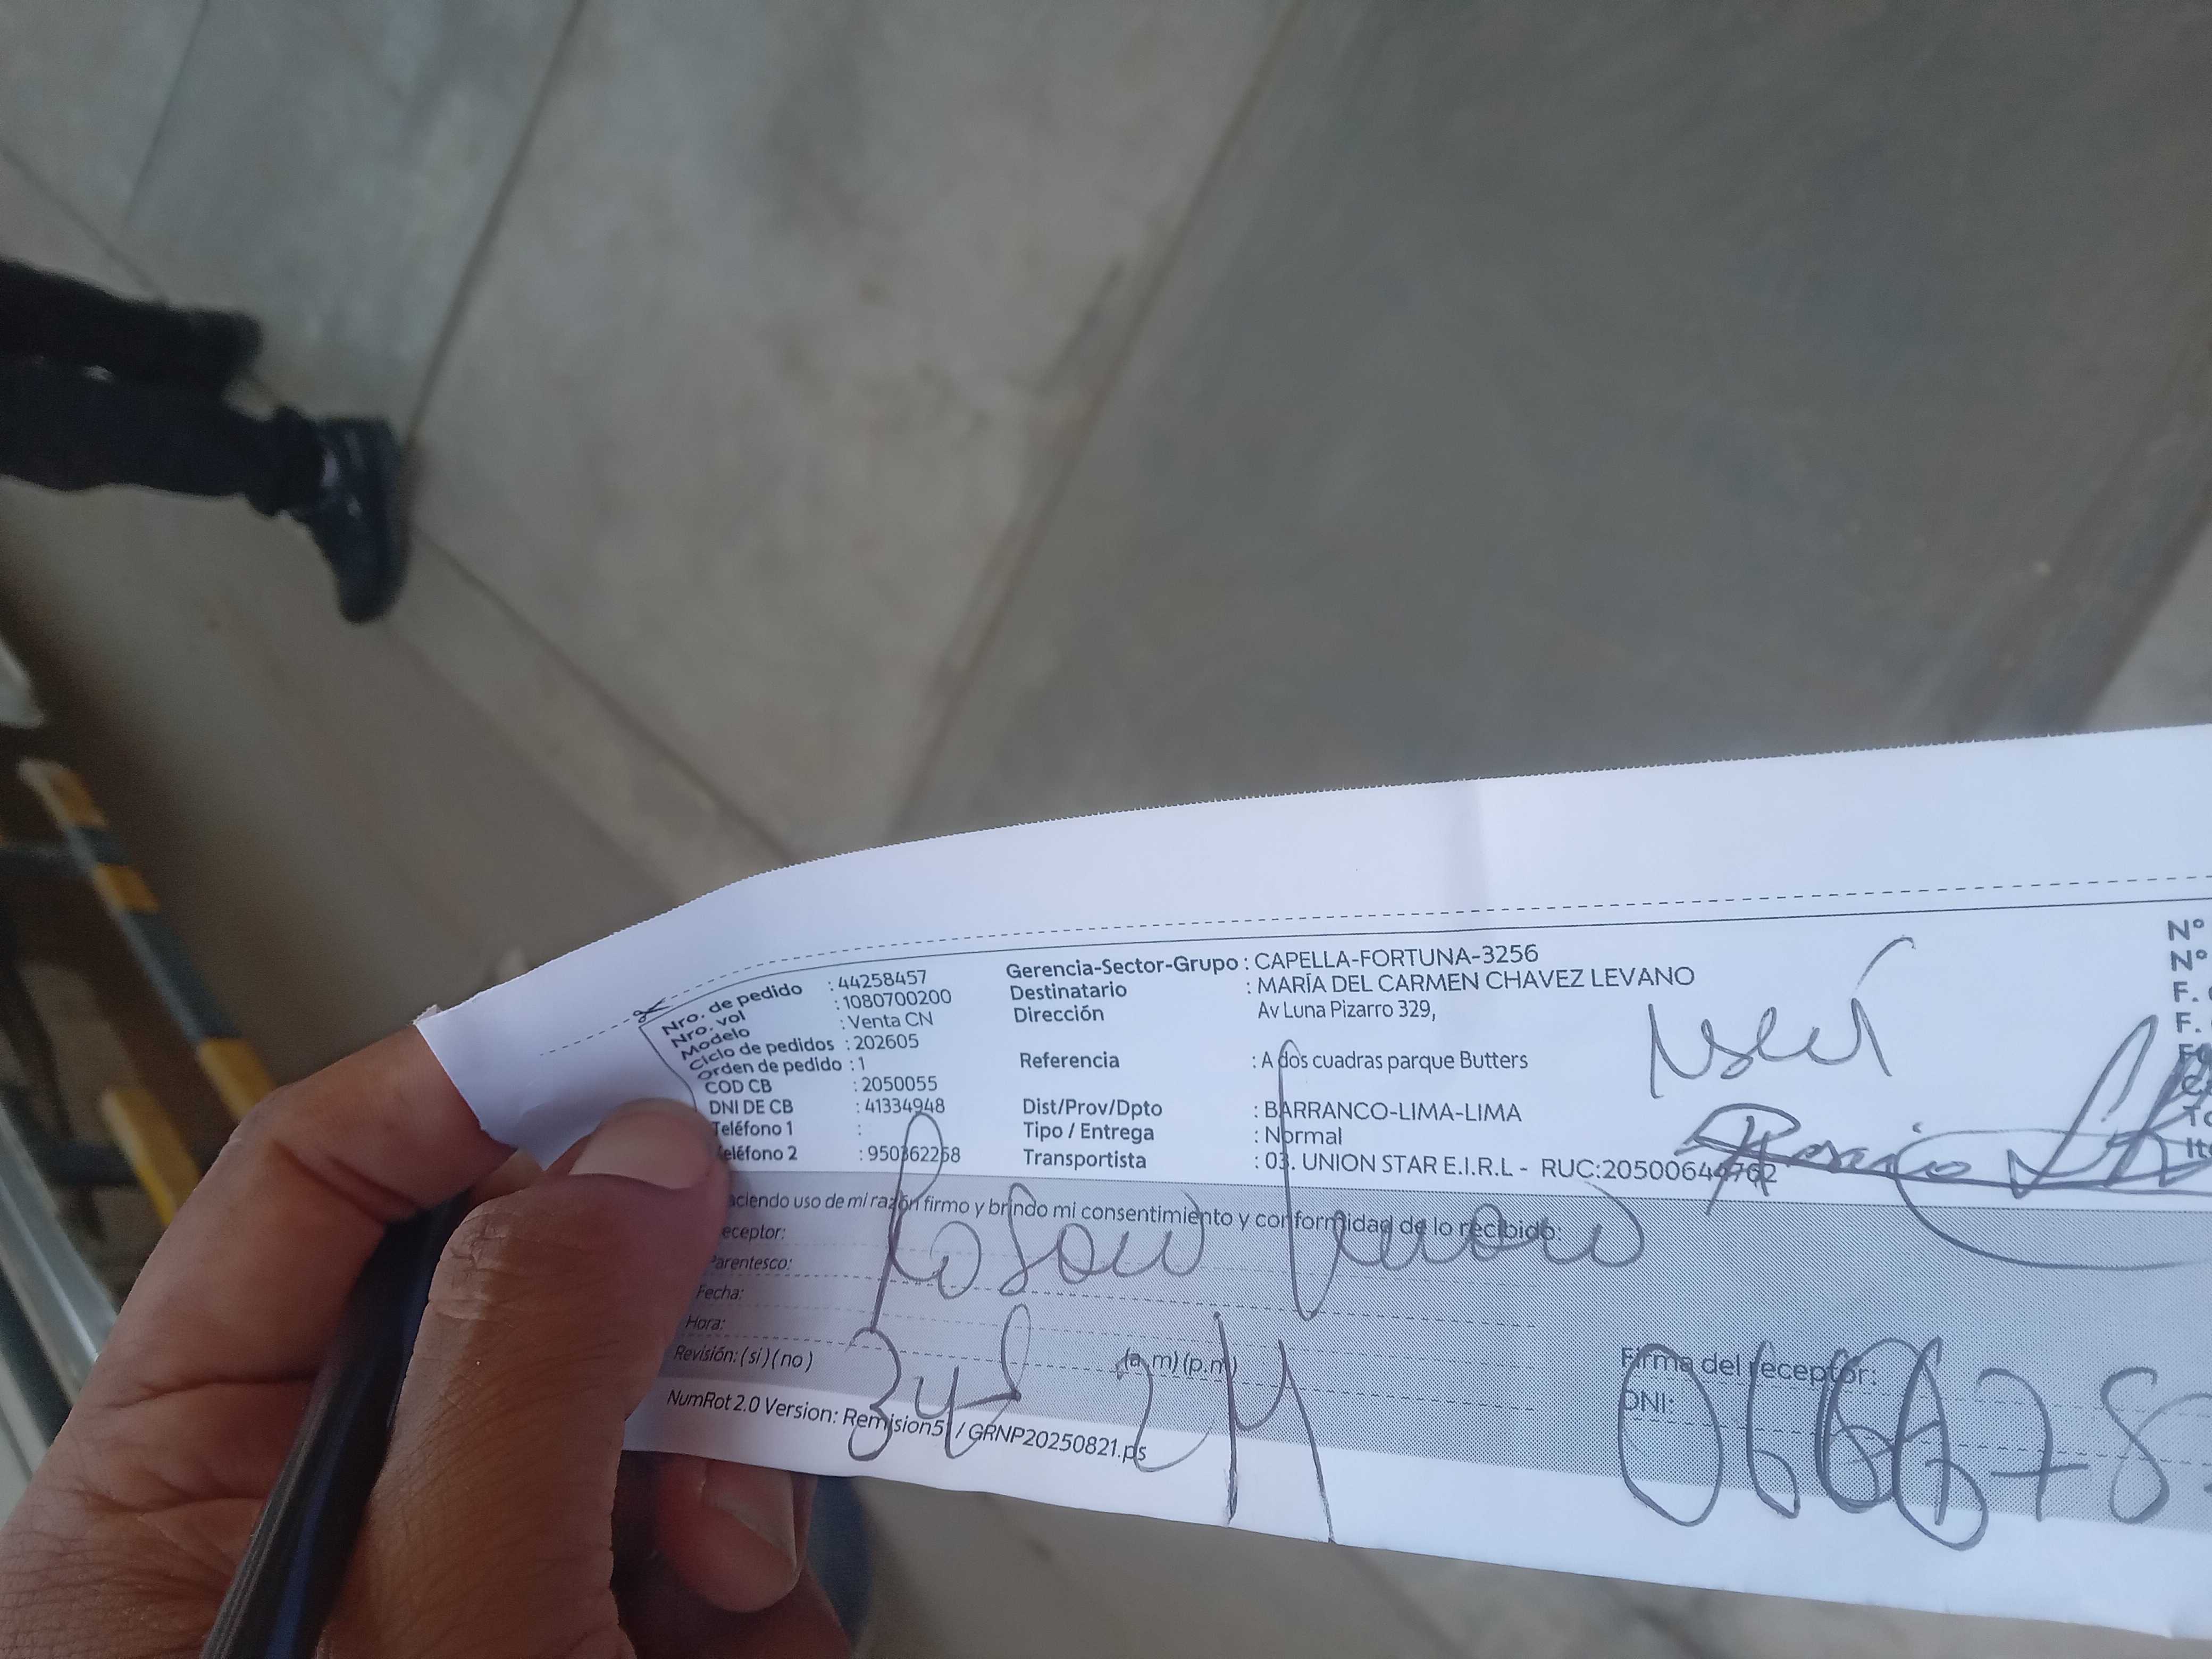 Nro. de pedido : 44258457
Nro. vol : 1080700200
Modelo : Venta CN
Ciclo de pedidos : 202605
Orden de pedido : 1
COD CB : 2050055
DNI DE CB : 41334948
Teléfono 1 :
eléfono 2 : 950362258
Gerencia-Sector-Grupo : CAPELLA-FORTUNA-3256
Destinatario : MARÍA DEL CARMEN CHAVEZ LEVANO
Dirección Av Luna Pizarro 329,
Referencia : A dos cuadras parque Butters
Dist/Prov/Dpto : BARRANCO-LIMA-LIMA
Tipo / Entrega : Normal
Transportista : 03. UNION STAR E.I.R.L - RUC:20500644762
N°
N°
F.
F.
aciendo uso de mi razón firmo y brindo mi consentimiento y conformidad de lo recibido:
eceptor:
Parentesco:
Fecha:
Hora: (a.m) (p.m)
Revisión: ( si ) ( no )
Firma del receptor:
DNI:
NumRot 2.0 Version: Remision5 / GRNP20250821.ps